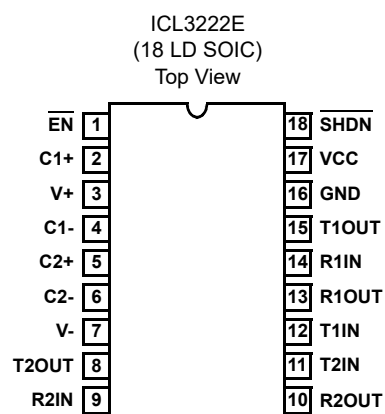 ICL3222E
(18 LD SOIC)
Top View
EN 1 18 SHDN
C1+ 2 17 VCC
V+ 3 16 GND
C1- 4 15 T1OUT
C2+ 5 14 R1IN
C2- 6 13 R1OUT
V- 7 12 T1IN
T2OUT 8 11 T2IN
R2IN 9 10 R2OUT